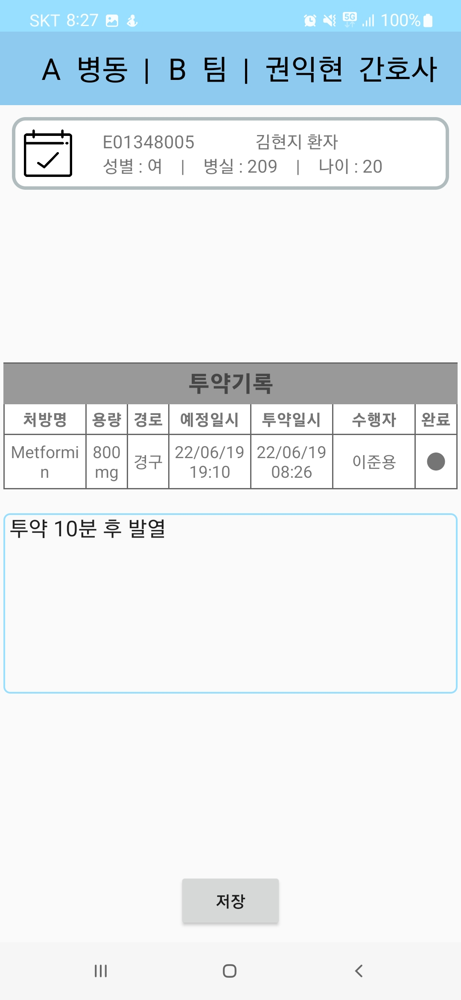 SKT 8:27 5G 100%
A 병동 | B 팀 | 권익현 간호사
E01348005 김현지 환자
성별 : 여 | 병실 : 209 | 나이 : 20
투약기록
처방명 용량 경로 예정일시 투약일시 수행자 완료
Metformi 800 경구 22/06/19 22/06/19 이준용 ●
n mg 19:10 08:26
투약 10분 후 발열
저장